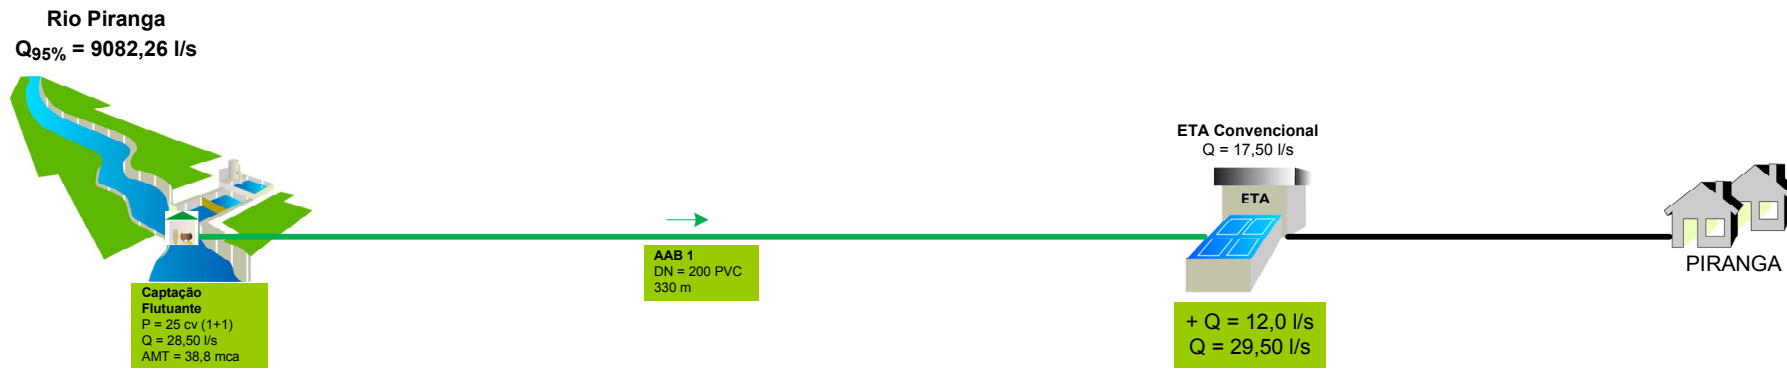 Rio Piranga
Q95% = 9082,26 l/s
ETA Convencional
Q = 17,50 l/s
ETA
AAB 1
DN = 200 PVC
330 m
PIRANGA
Captação
Flutuante
P = 25 cv (1+1)
Q = 28,50 l/s
AMT = 38,8 mca
+ Q = 12,0 l/s
Q = 29,50 l/s